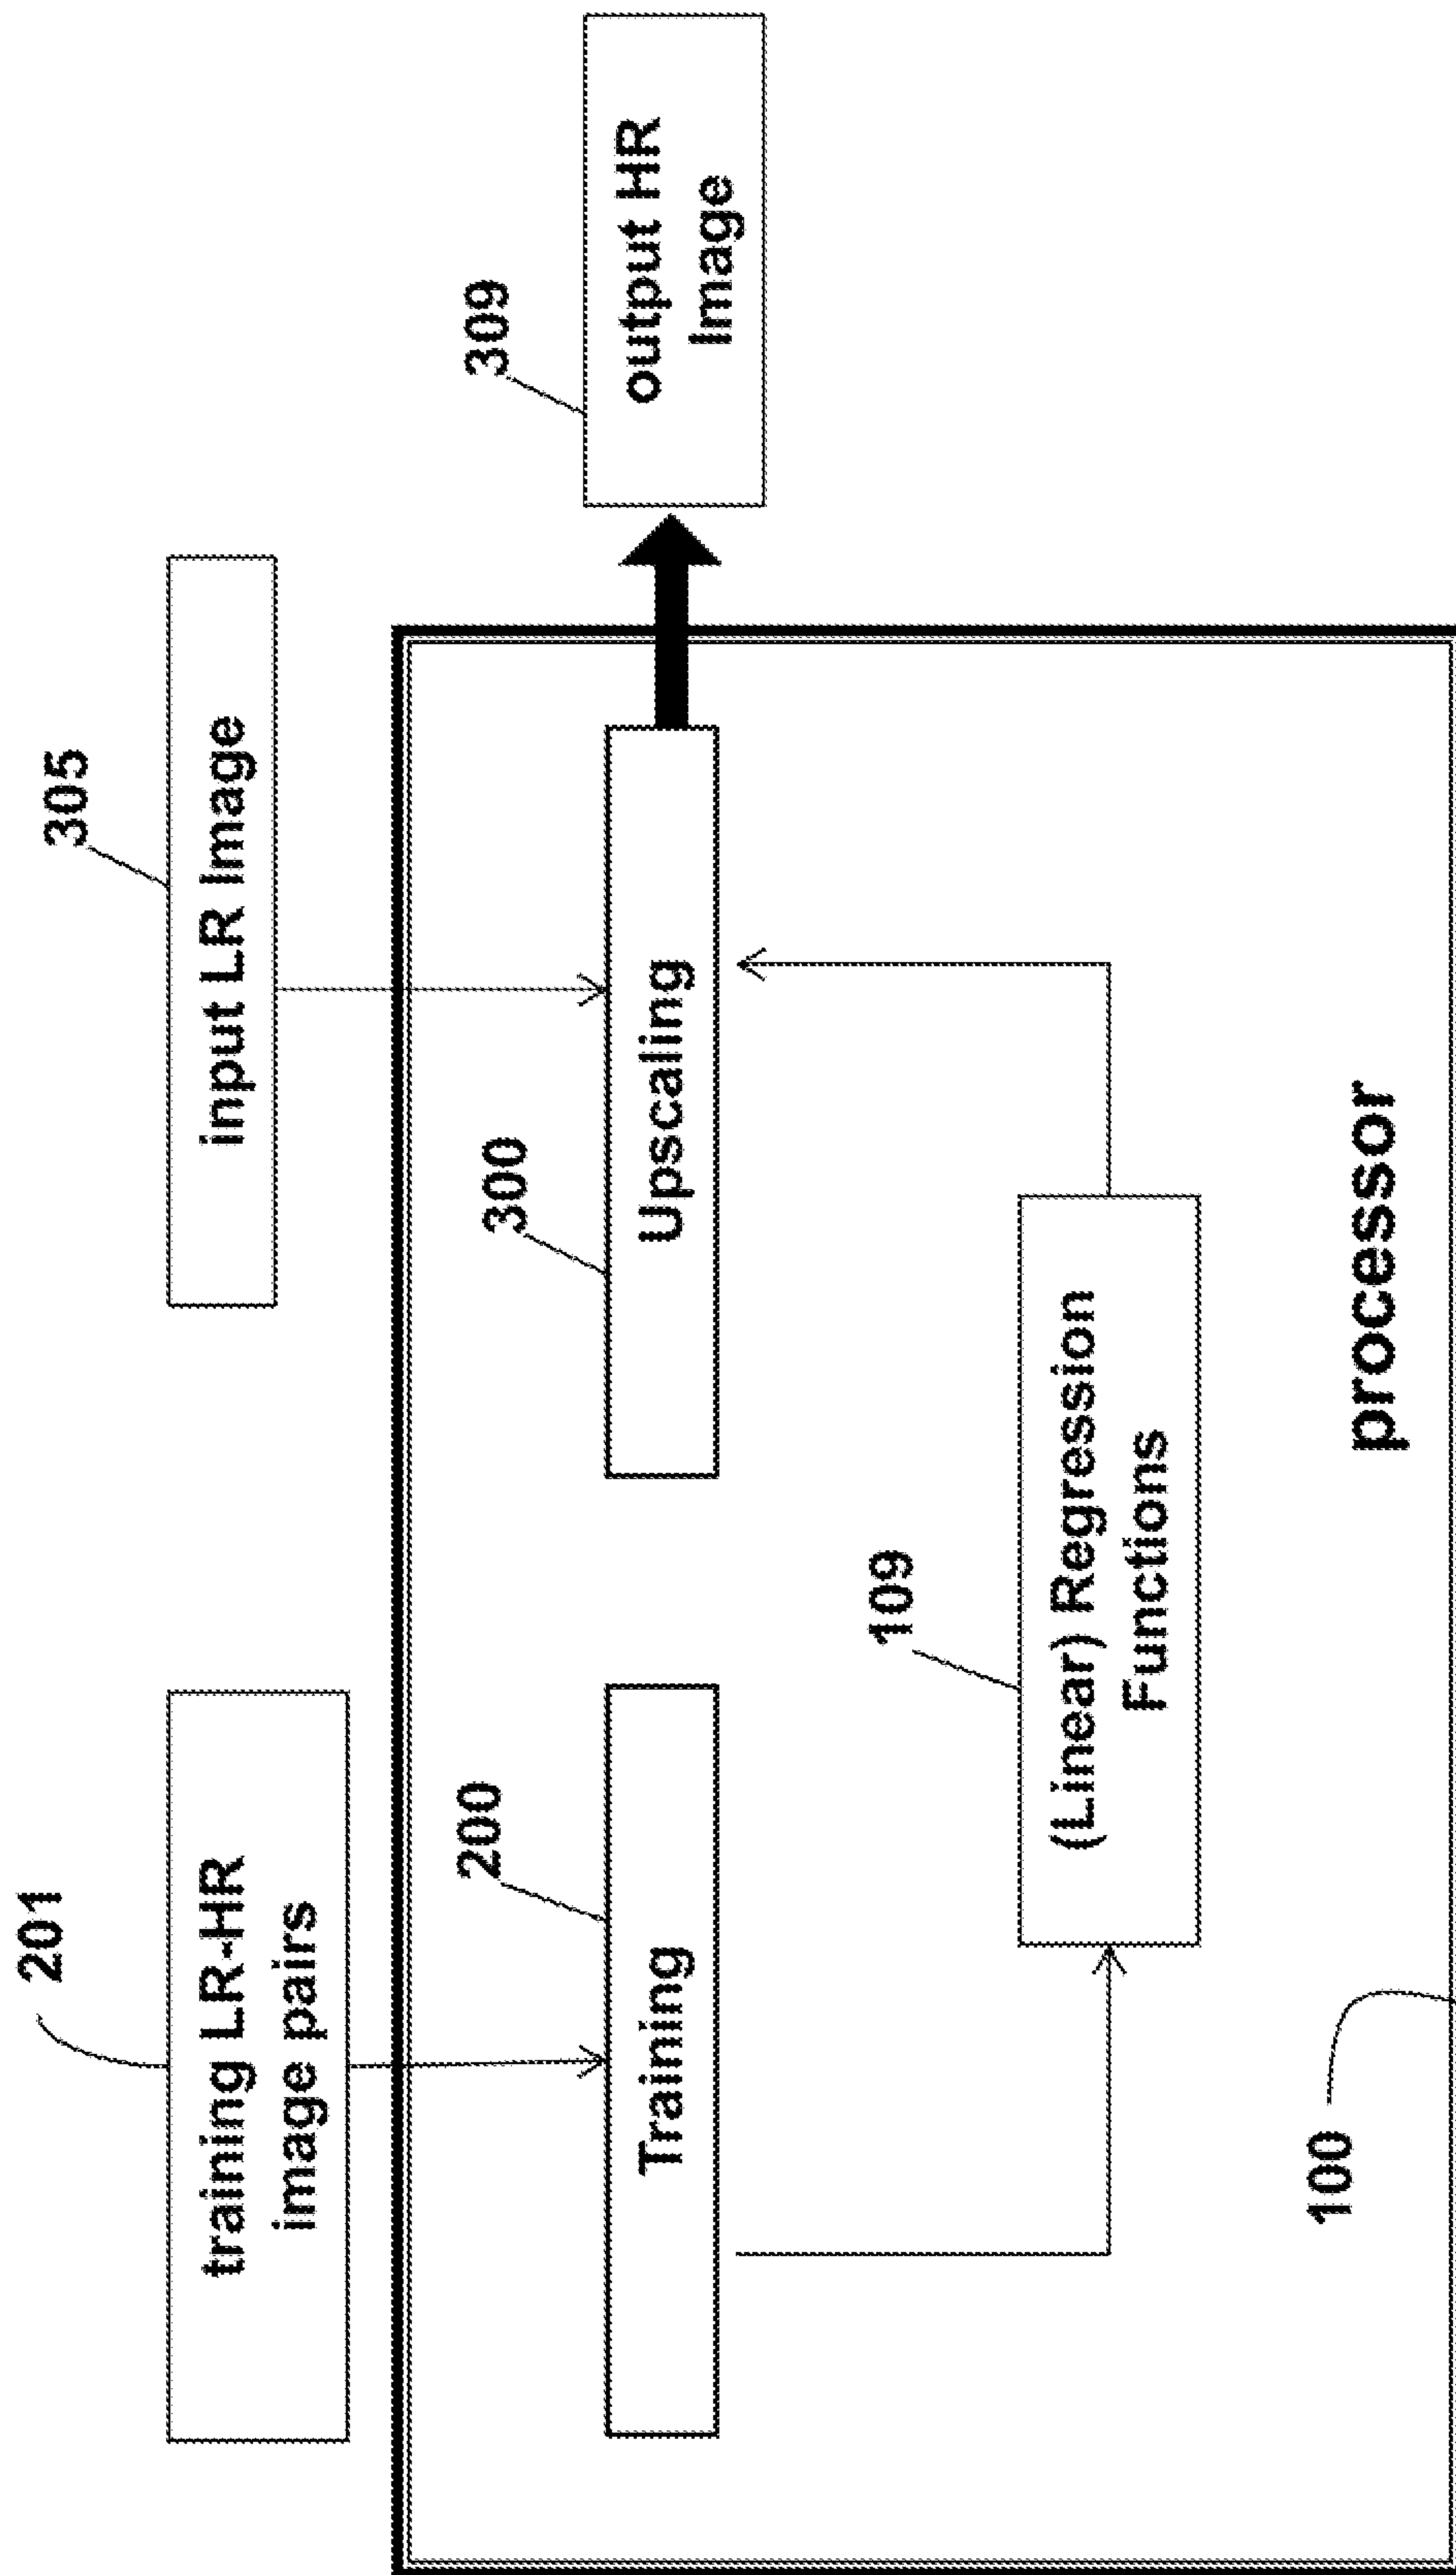 201
training LR-HR
image pairs
305
input LR Image
200
Training
300
Upscaling
309
output HR
Image
109
(Linear) Regression
Functions
100
processor